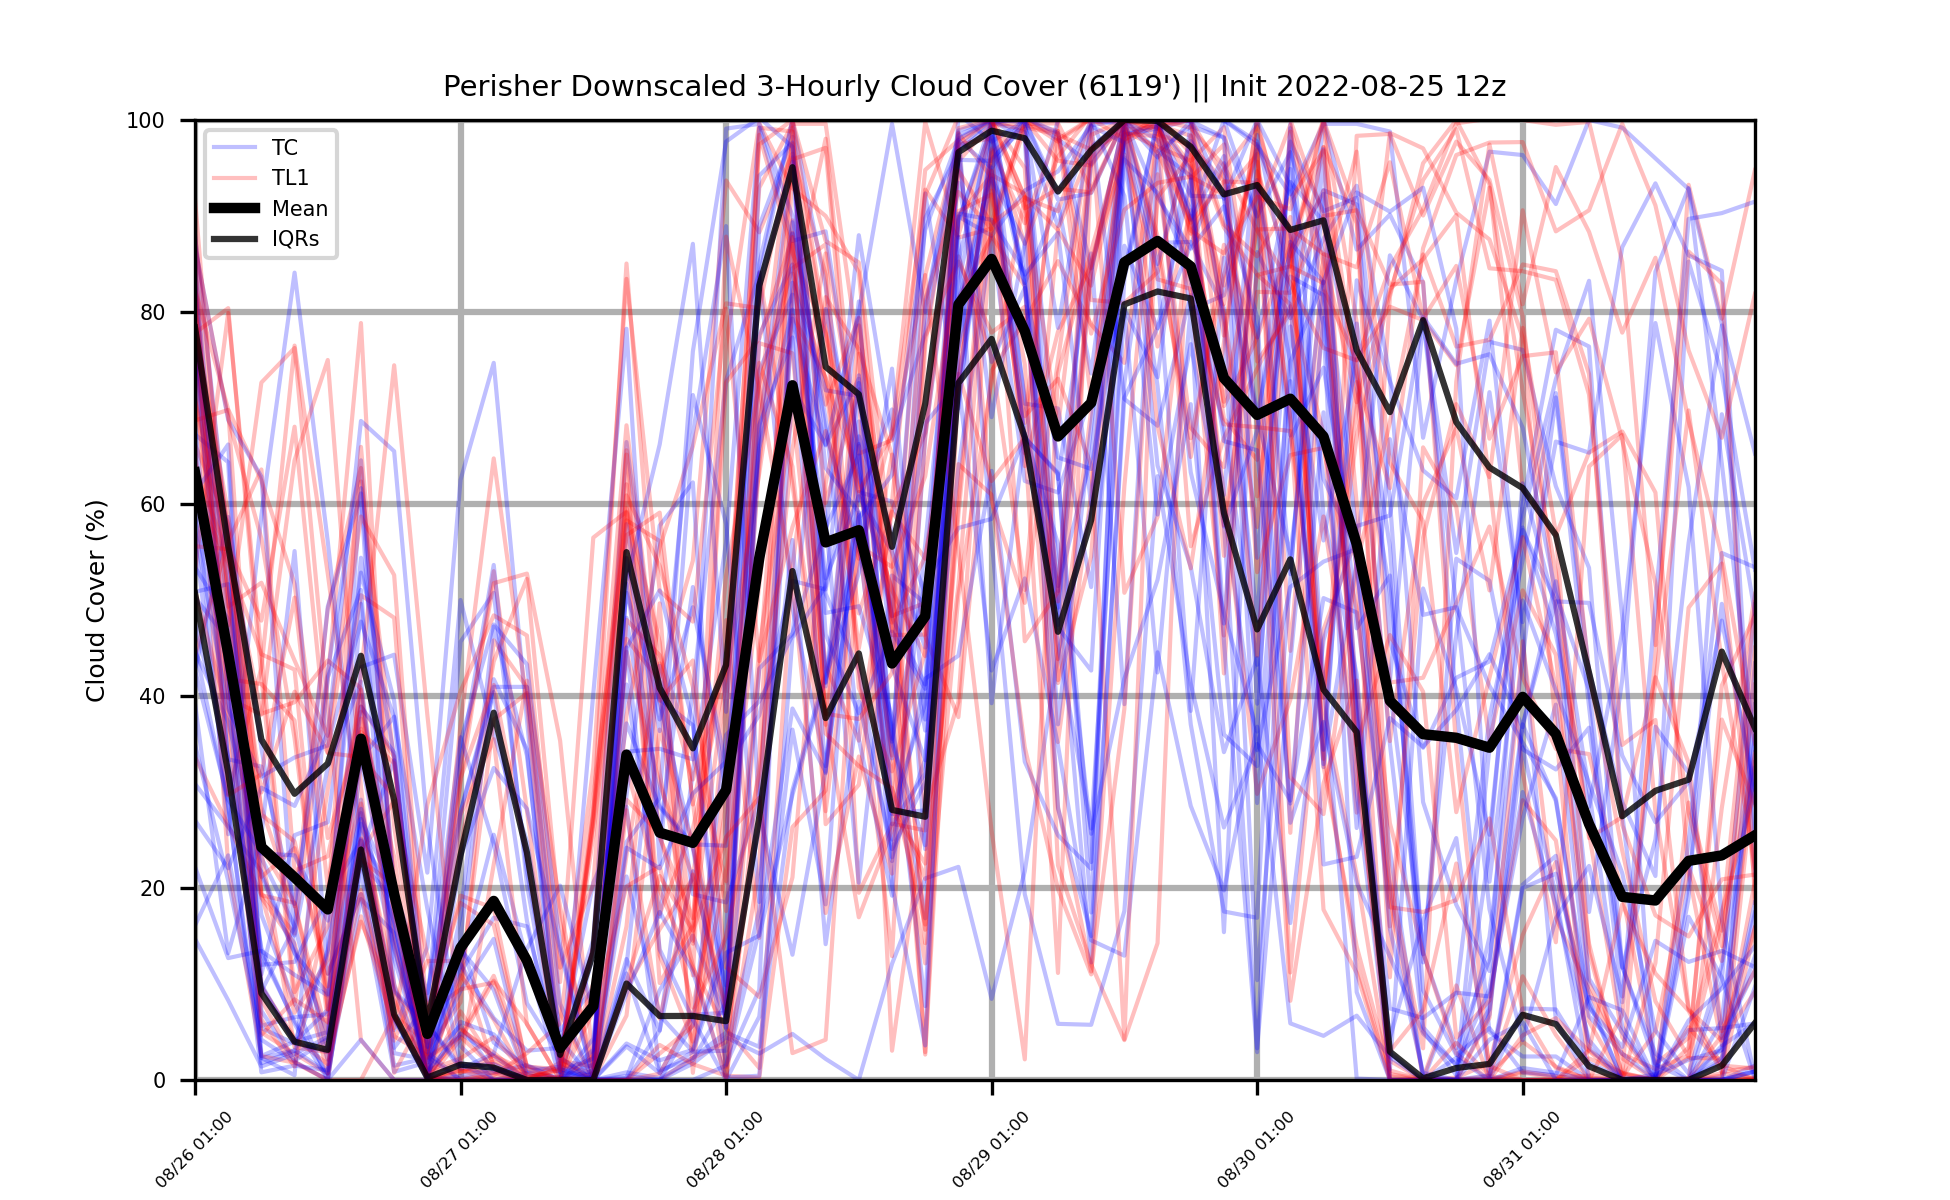 Perisher Downscaled 3-Hourly Cloud Cover (6119') || Init 2022-08-25 12z
TC
TL1
Mean
IQRs
Cloud Cover (%)
100
80
60
40
20
0
08/26 01:00
08/27 01:00
08/28 01:00
08/29 01:00
08/30 01:00
08/31 01:00